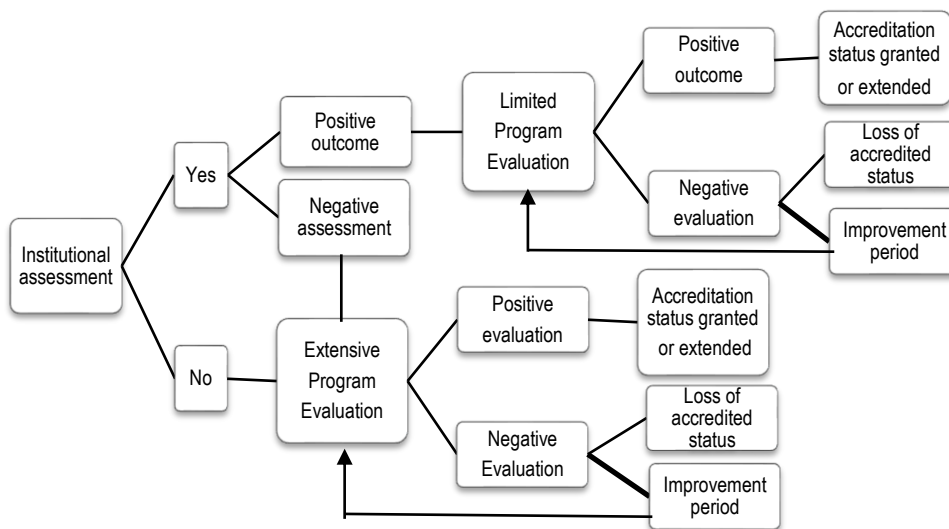 Institutional
assessment
Yes
No
Positive
outcome
Negative
assessment
Limited
Program
Evaluation
Positive
outcome
Accreditation
status granted
or extended
Negative
evaluation
Loss of
accredited
status
Improvement
period
Extensive
Program
Evaluation
Positive
evaluation
Accreditation
status granted
or extended
Negative
Evaluation
Loss of
accredited
status
Improvement
period